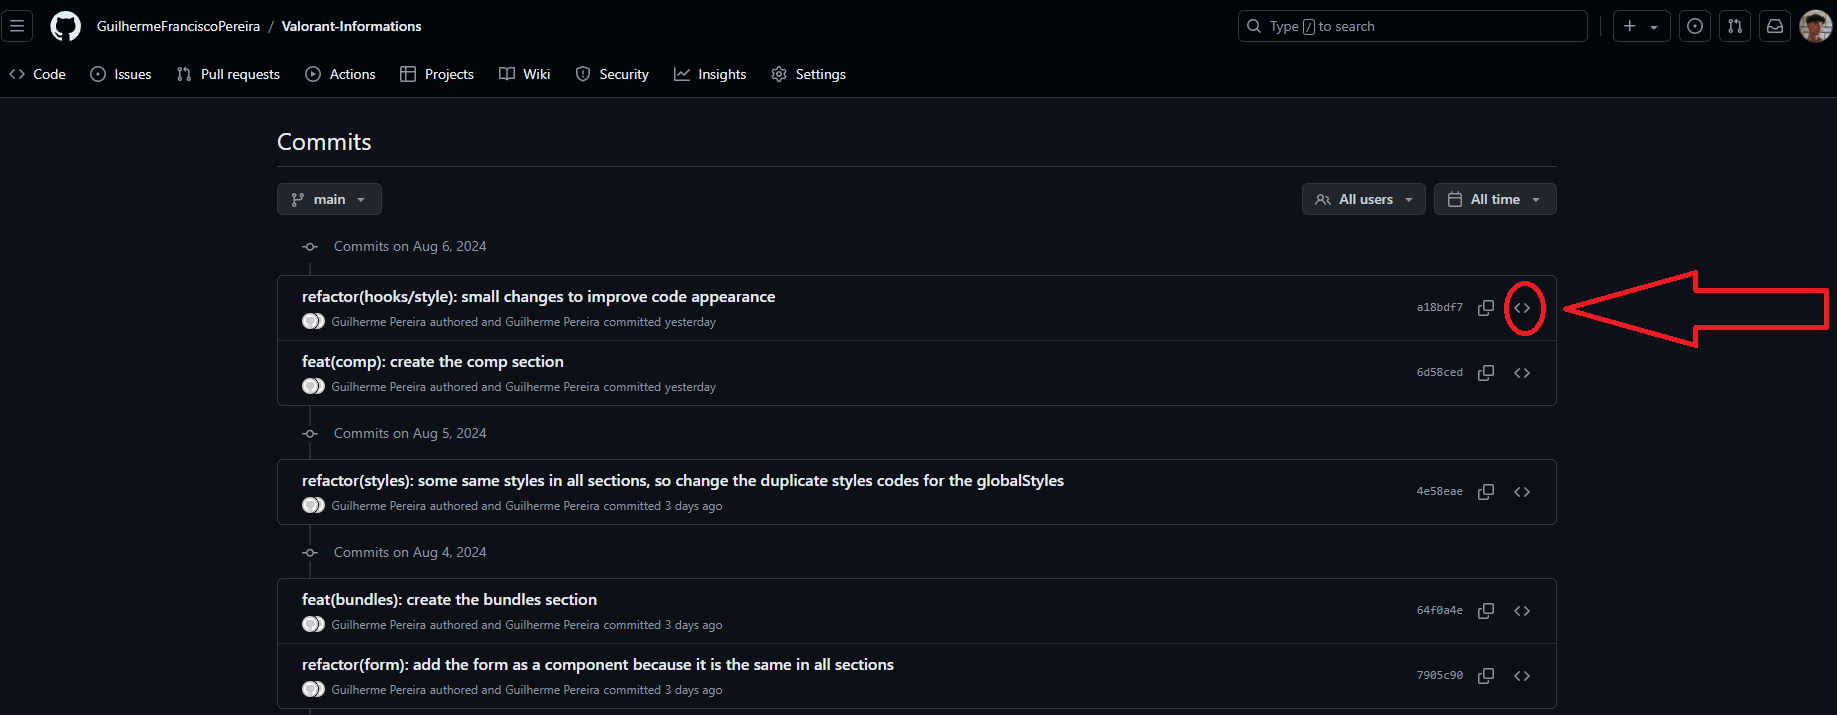 GuilhermeFranciscoPereira / Valorant-Informations
Type / to search
Code Issues Pull requests Actions Projects Wiki Security Insights Settings
Commits
main
All users All time
Commits on Aug 6, 2024
refactor(hooks/style): small changes to improve code appearance
Guilherme Pereira authored and Guilherme Pereira committed yesterday
a18bdf7
feat(comp): create the comp section
Guilherme Pereira authored and Guilherme Pereira committed yesterday
6d58ced
Commits on Aug 5, 2024
refactor(styles): some same styles in all sections, so change the duplicate styles codes for the globalStyles
Guilherme Pereira authored and Guilherme Pereira committed 3 days ago
4e58eae
Commits on Aug 4, 2024
feat(bundles): create the bundles section
Guilherme Pereira authored and Guilherme Pereira committed 3 days ago
64f0a4e
refactor(form): add the form as a component because it is the same in all sections
Guilherme Pereira authored and Guilherme Pereira committed 3 days ago
7905c90